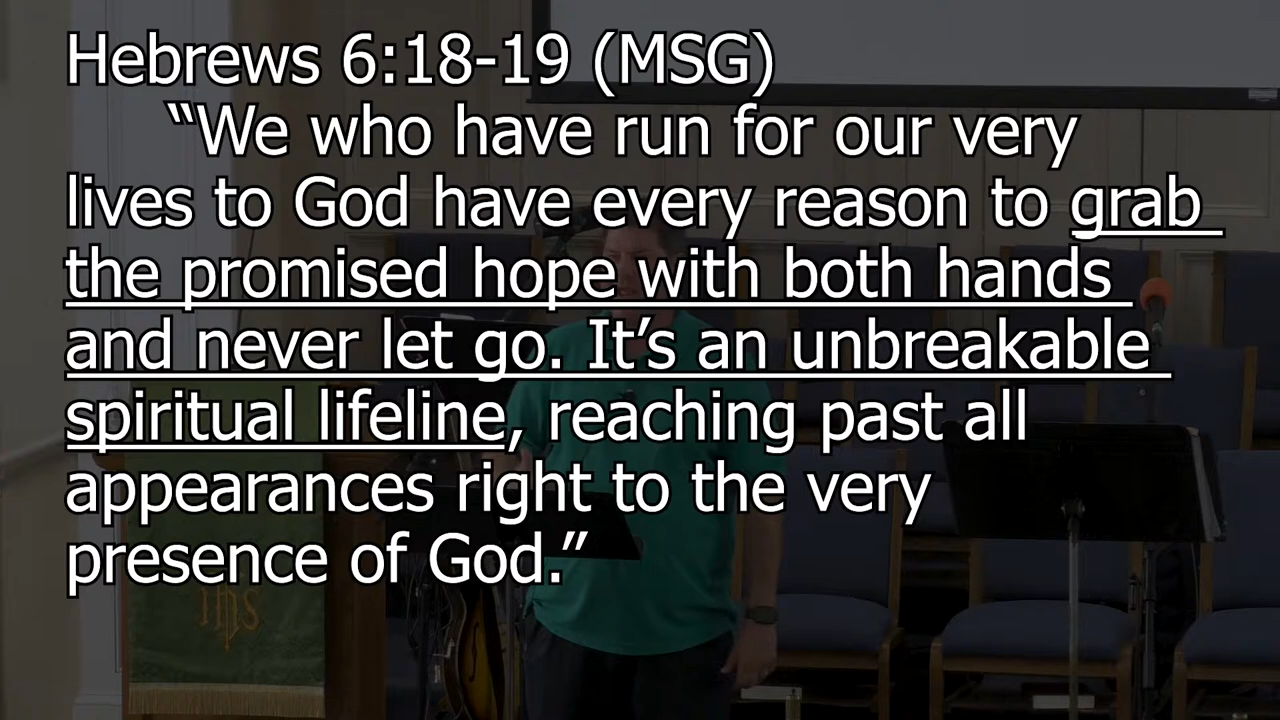 Hebrews 6:18-19 (MSG)
“We who have run for our very
lives to God have every reason to grab
the promised hope with both hands
and never let go. It’s an unbreakable
spiritual lifeline, reaching past all
appearances right to the very
presence of God.”
IHS